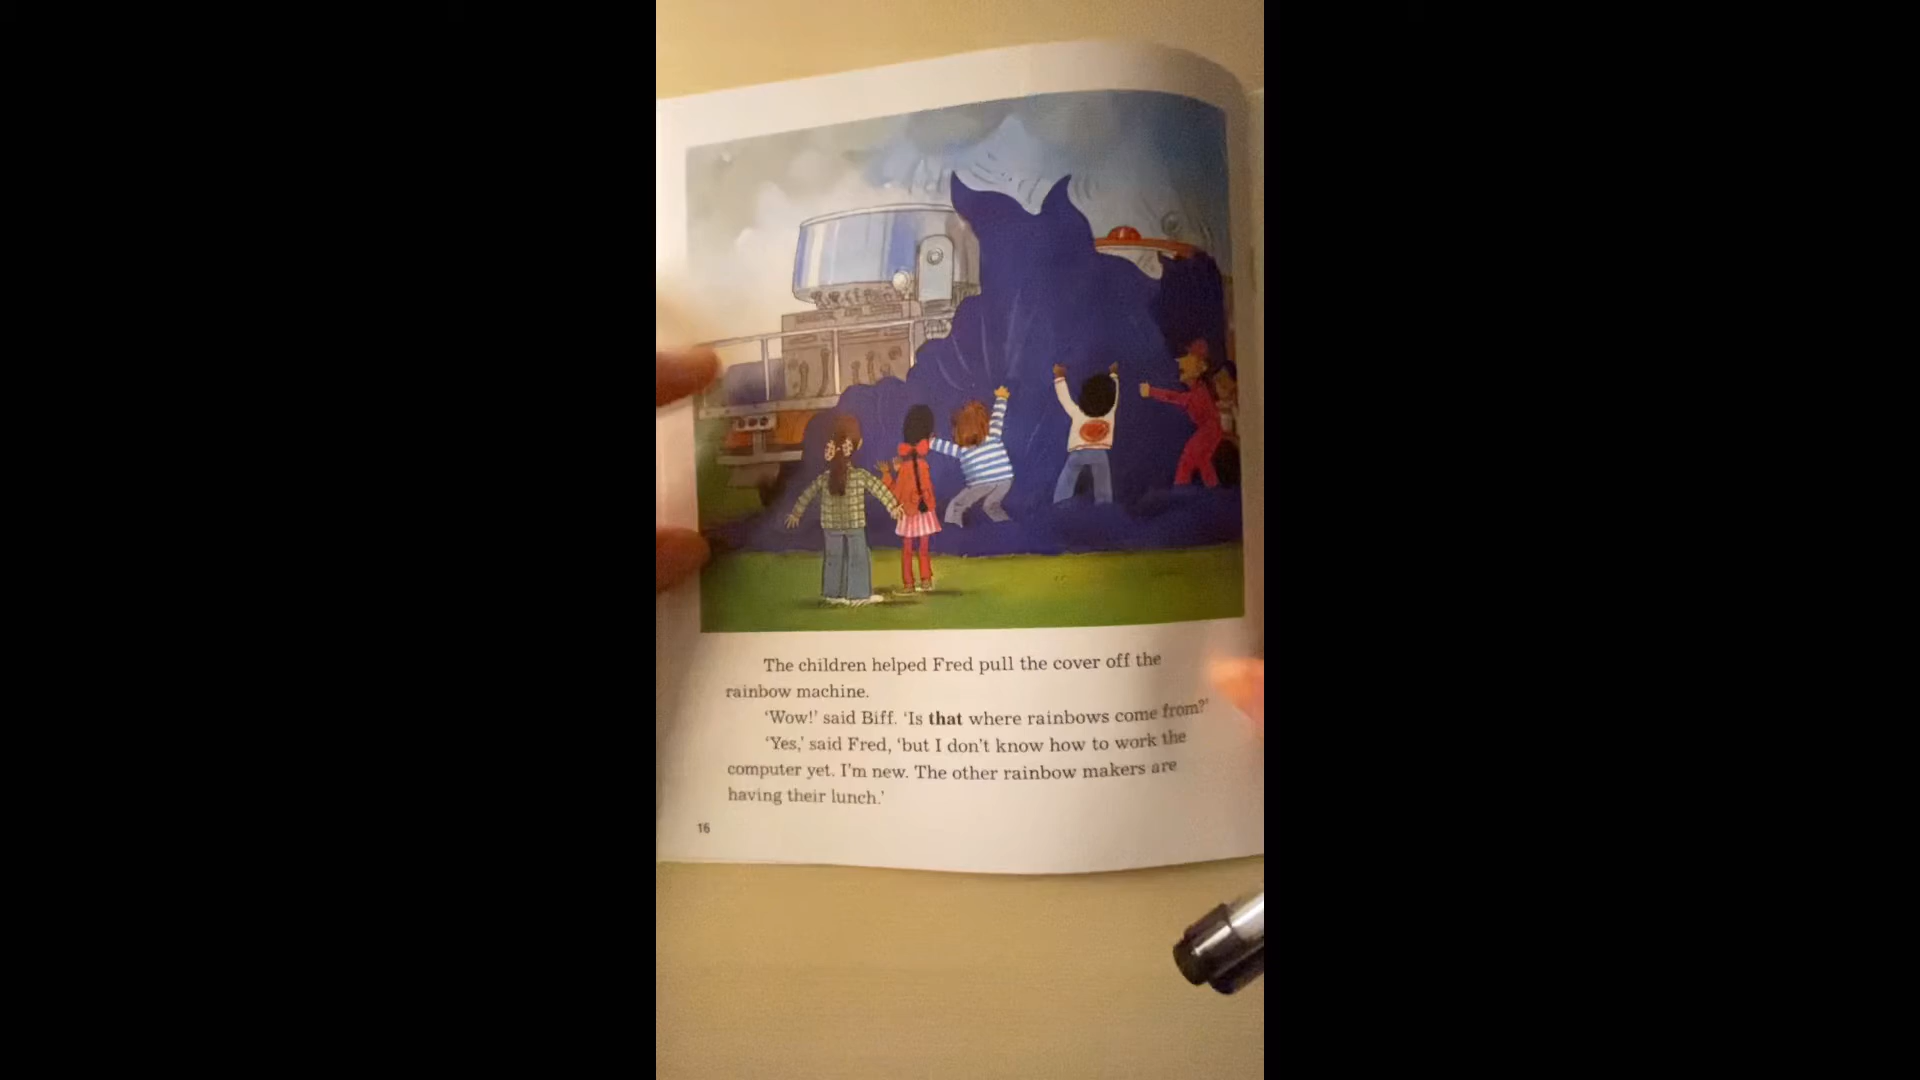 The children helped Fred pull the cover off the
rainbow machine.
‘Wow!’ said Biff. ‘Is that where rainbows come from?’
‘Yes,’ said Fred, ‘but I don’t know how to work the
computer yet. I’m new. The other rainbow makers are
having their lunch.’
16